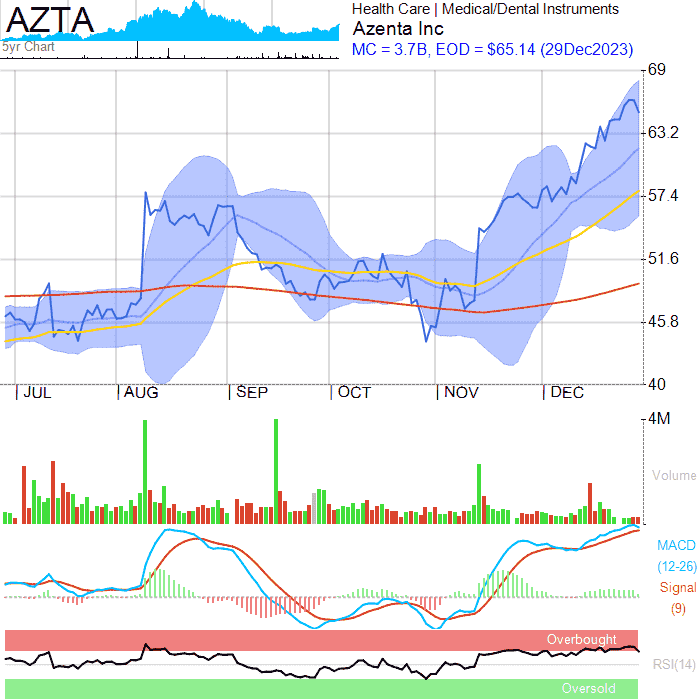 AZTA
5yr Chart
Health Care | Medical/Dental Instruments
Azenta Inc
MC = 3.7B, EOD = $65.14 (29Dec2023)
69
63.2
57.4
51.6
45.8
40
JUL AUG SEP OCT NOV DEC
4M
Volume
MACD
(12-26)
Signal
(9)
Overbought
RSI(14)
Oversold